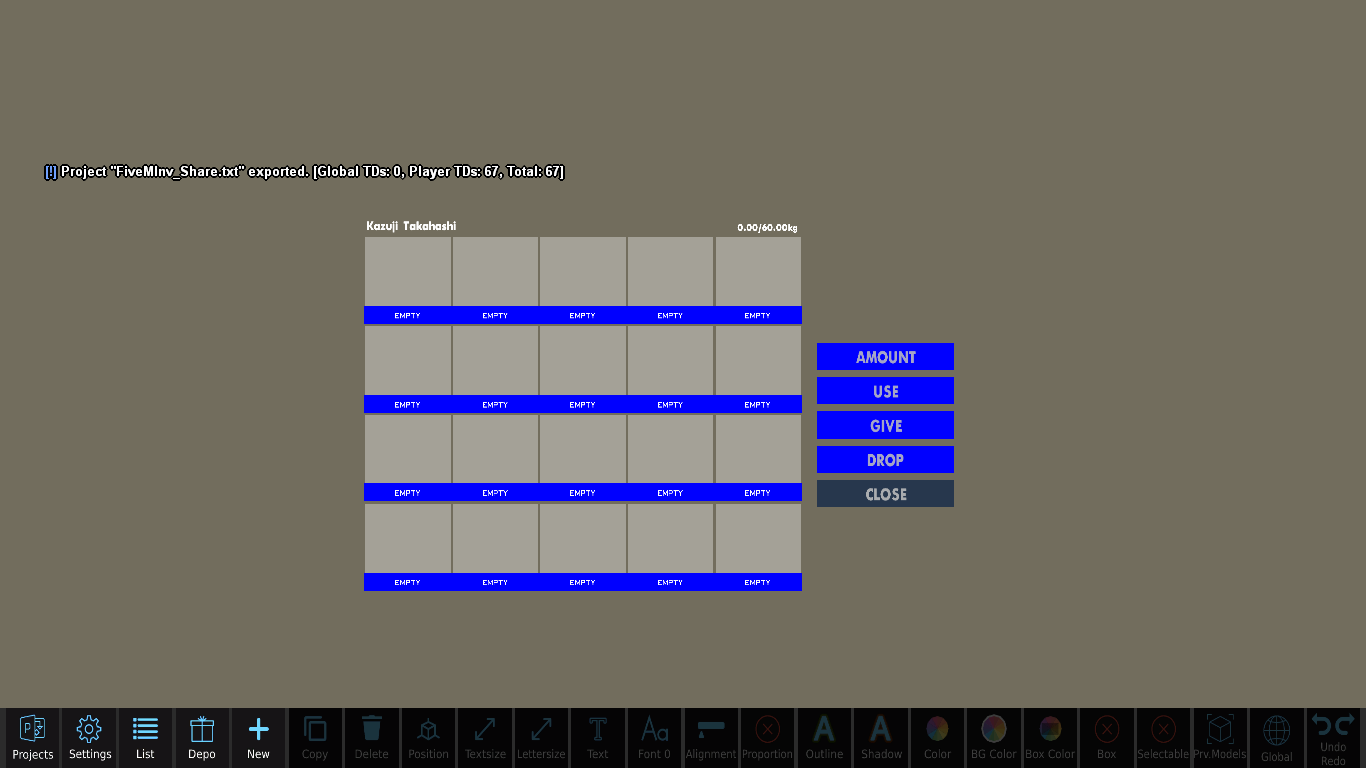 [!] Project "FiveMInv_Share.txt" exported. [Global TDs: 0, Player TDs: 67, Total: 67]
Kazuji Takahashi 0.00/60.00kg
EMPTY EMPTY EMPTY EMPTY EMPTY
EMPTY EMPTY EMPTY EMPTY EMPTY
EMPTY EMPTY EMPTY EMPTY EMPTY
EMPTY EMPTY EMPTY EMPTY EMPTY
AMOUNT
USE
GIVE
DROP
CLOSE
Projects Settings List Depo New Copy Delete Position Textsize Lettersize Text Font 0 Alignment Proportion Outline Shadow Color BG Color Box Color Box Selectable Prv.Models Global Undo Redo